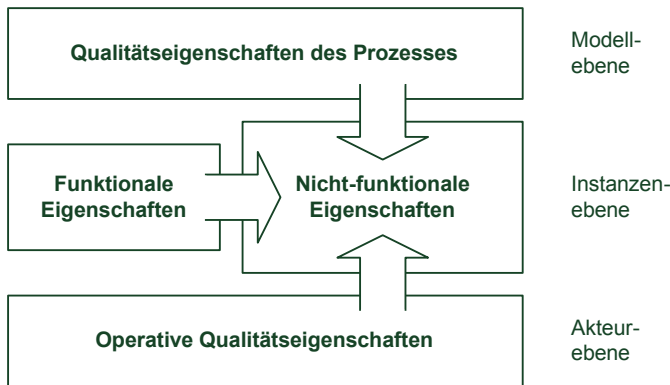 Qualitätseigenschaften des Prozesses
Modell-
ebene
Funktionale
Eigenschaften
Nicht-funktionale
Eigenschaften
Instanzen-
ebene
Operative Qualitätseigenschaften
Akteur-
ebene